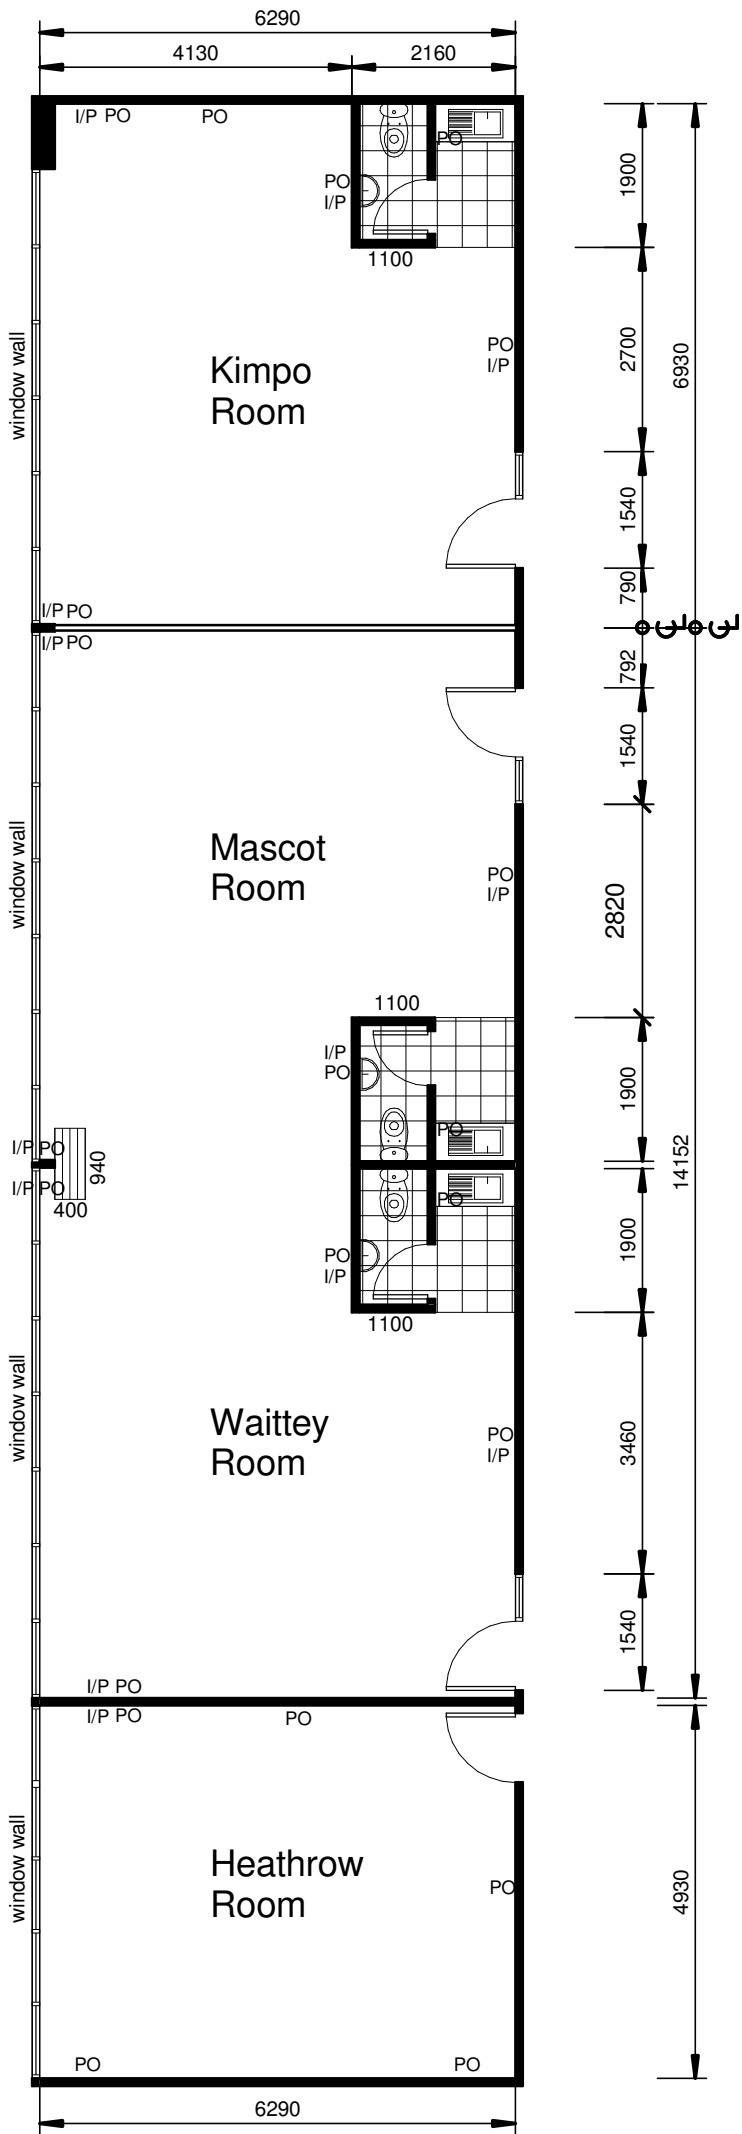 6290
4130
2160
I/P PO
PO
PO
PO
I/P
1100
1900
window wall
Kimpo
Room
PO
I/P
2700
6930
1540
790
I/P PO
I/P PO
792
1540
window wall
Mascot
Room
PO
I/P
2820
1100
I/P
PO
PO
1900
I/P PO
I/P PO
940
400
14152
PO
PO
I/P
1900
1100
window wall
Waittey
Room
PO
I/P
3460
1540
I/P PO
I/P PO
PO
window wall
Heathrow
Room
PO
4930
PO
PO
6290